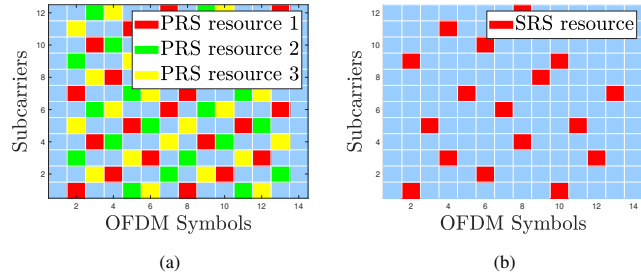 PRS resource 1
PRS resource 2
PRS resource 3
12
10
8
6
4
2
Subcarriers
2 4 6 8 10 12 14
OFDM Symbols
(a)
SRS resource
12
10
8
6
4
2
Subcarriers
2 4 6 8 10 12 14
OFDM Symbols
(b)